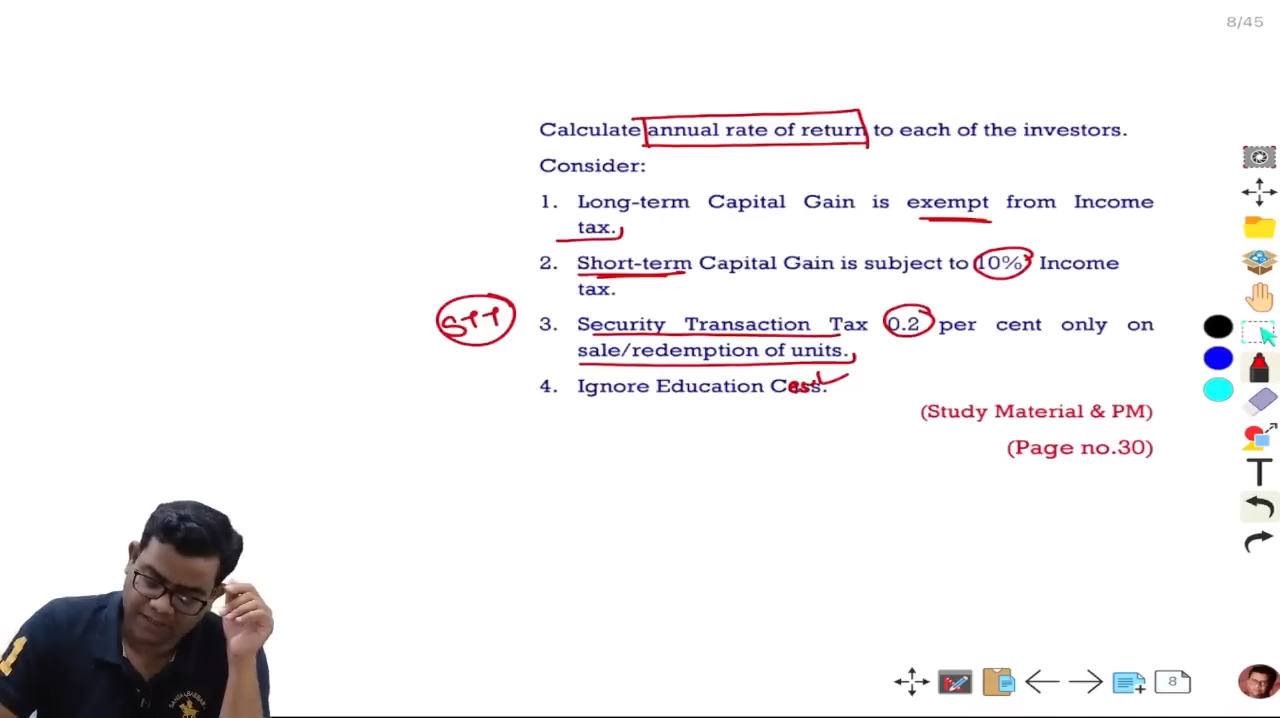 8/45
Calculate annual rate of return to each of the investors.
Consider:
1. Long-term Capital Gain is exempt from Income
tax.
2. Short-term Capital Gain is subject to 10% Income
tax.
STT
3. Security Transaction Tax 0.2 per cent only on
sale/redemption of units.
4. Ignore Education Cess.
(Study Material & PM)
(Page no.30)
T
1
8